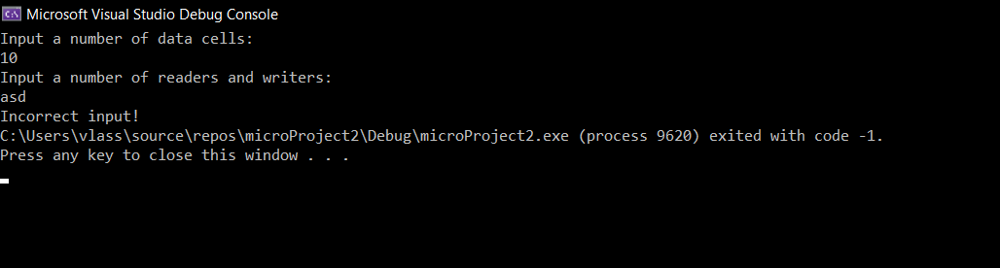 C:\ Microsoft Visual Studio Debug Console
Input a number of data cells:
10
Input a number of readers and writers:
asd
Incorrect input!
C:\Users\vlass\source\repos\microProject2\Debug\microProject2.exe (process 9620) exited with code -1.
Press any key to close this window . . .